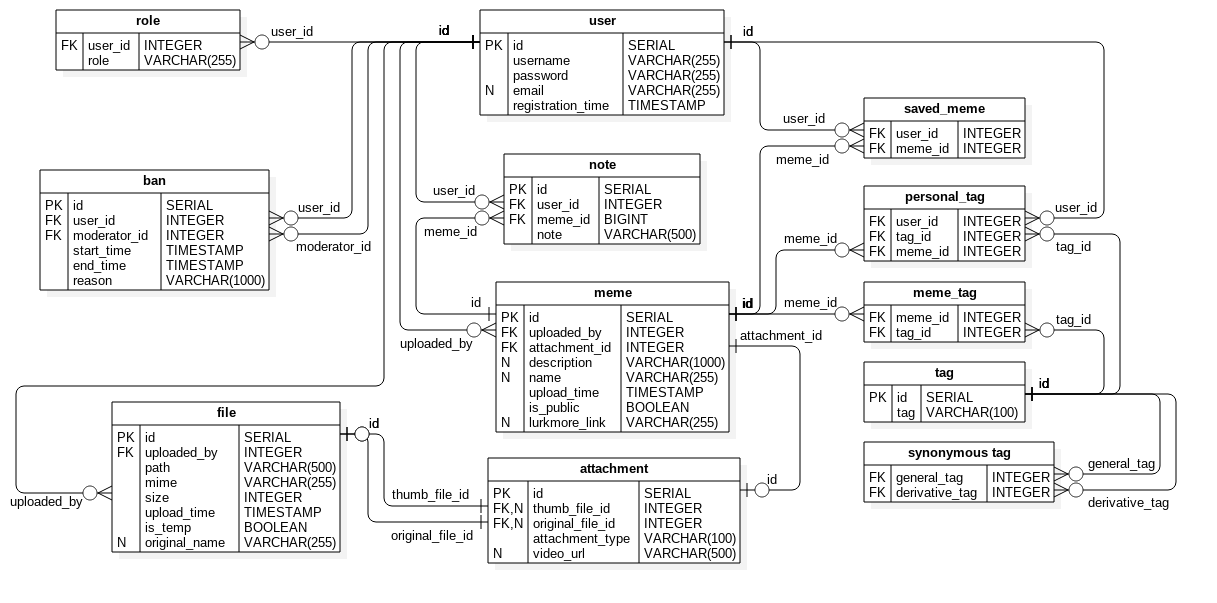 role
FK user_id INTEGER
role VARCHAR(255)
user_id
id
user
PK id SERIAL
username VARCHAR(255)
password VARCHAR(255)
N email VARCHAR(255)
registration_time TIMESTAMP
id
user_id
meme_id
saved_meme
FK user_id INTEGER
FK meme_id INTEGER
ban
PK id SERIAL
FK user_id INTEGER
FK moderator_id INTEGER
start_time TIMESTAMP
end_time TIMESTAMP
reason VARCHAR(1000)
user_id
moderator_id
user_id
meme_id
note
PK id SERIAL
FK user_id INTEGER
FK meme_id BIGINT
note VARCHAR(500)
personal_tag
FK user_id INTEGER
FK tag_id INTEGER
FK meme_id INTEGER
user_id
tag_id
meme_id
id
uploaded_by
meme
PK id SERIAL
FK uploaded_by INTEGER
FK attachment_id INTEGER
N description VARCHAR(1000)
N name VARCHAR(255)
upload_time TIMESTAMP
is_public BOOLEAN
N lurkmore_link VARCHAR(255)
id
attachment_id
meme_id
meme_tag
FK meme_id INTEGER
FK tag_id INTEGER
tag_id
tag
PK id SERIAL
tag VARCHAR(100)
id
file
PK id SERIAL
FK uploaded_by INTEGER
path VARCHAR(500)
mime VARCHAR(255)
size INTEGER
upload_time TIMESTAMP
is_temp BOOLEAN
N original_name VARCHAR(255)
uploaded_by
id
thumb_file_id
original_file_id
attachment
PK id SERIAL
FK,N thumb_file_id INTEGER
FK,N original_file_id INTEGER
attachment_type VARCHAR(100)
N video_url VARCHAR(500)
id
synonymous tag
FK general_tag INTEGER
FK derivative_tag INTEGER
general_tag
derivative_tag